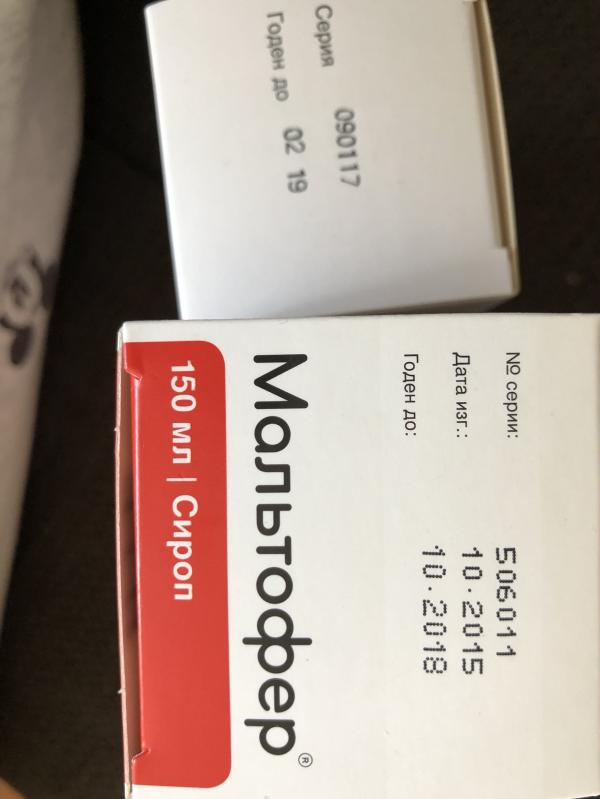 Серия 090117
Годен до 02 19
№ серии: 506011
Дата изг.: 10.2015
Годен до: 10.2018
Мальтофер®
150 мл | Сироп